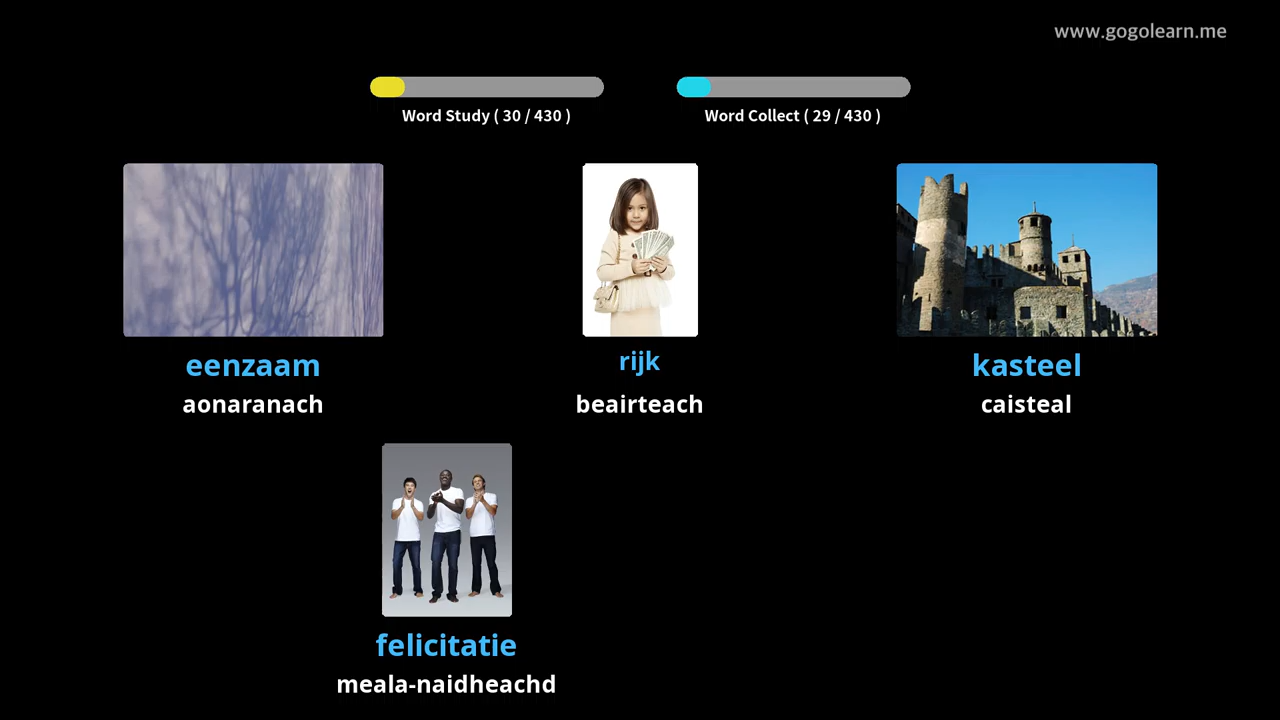 www.gogolearn.me
Word Study ( 30 / 430 )
Word Collect ( 29 / 430 )
eenzaam
rijk
kasteel
aonaranach
beairteach
caisteal
felicitatie
meala-naidheachd